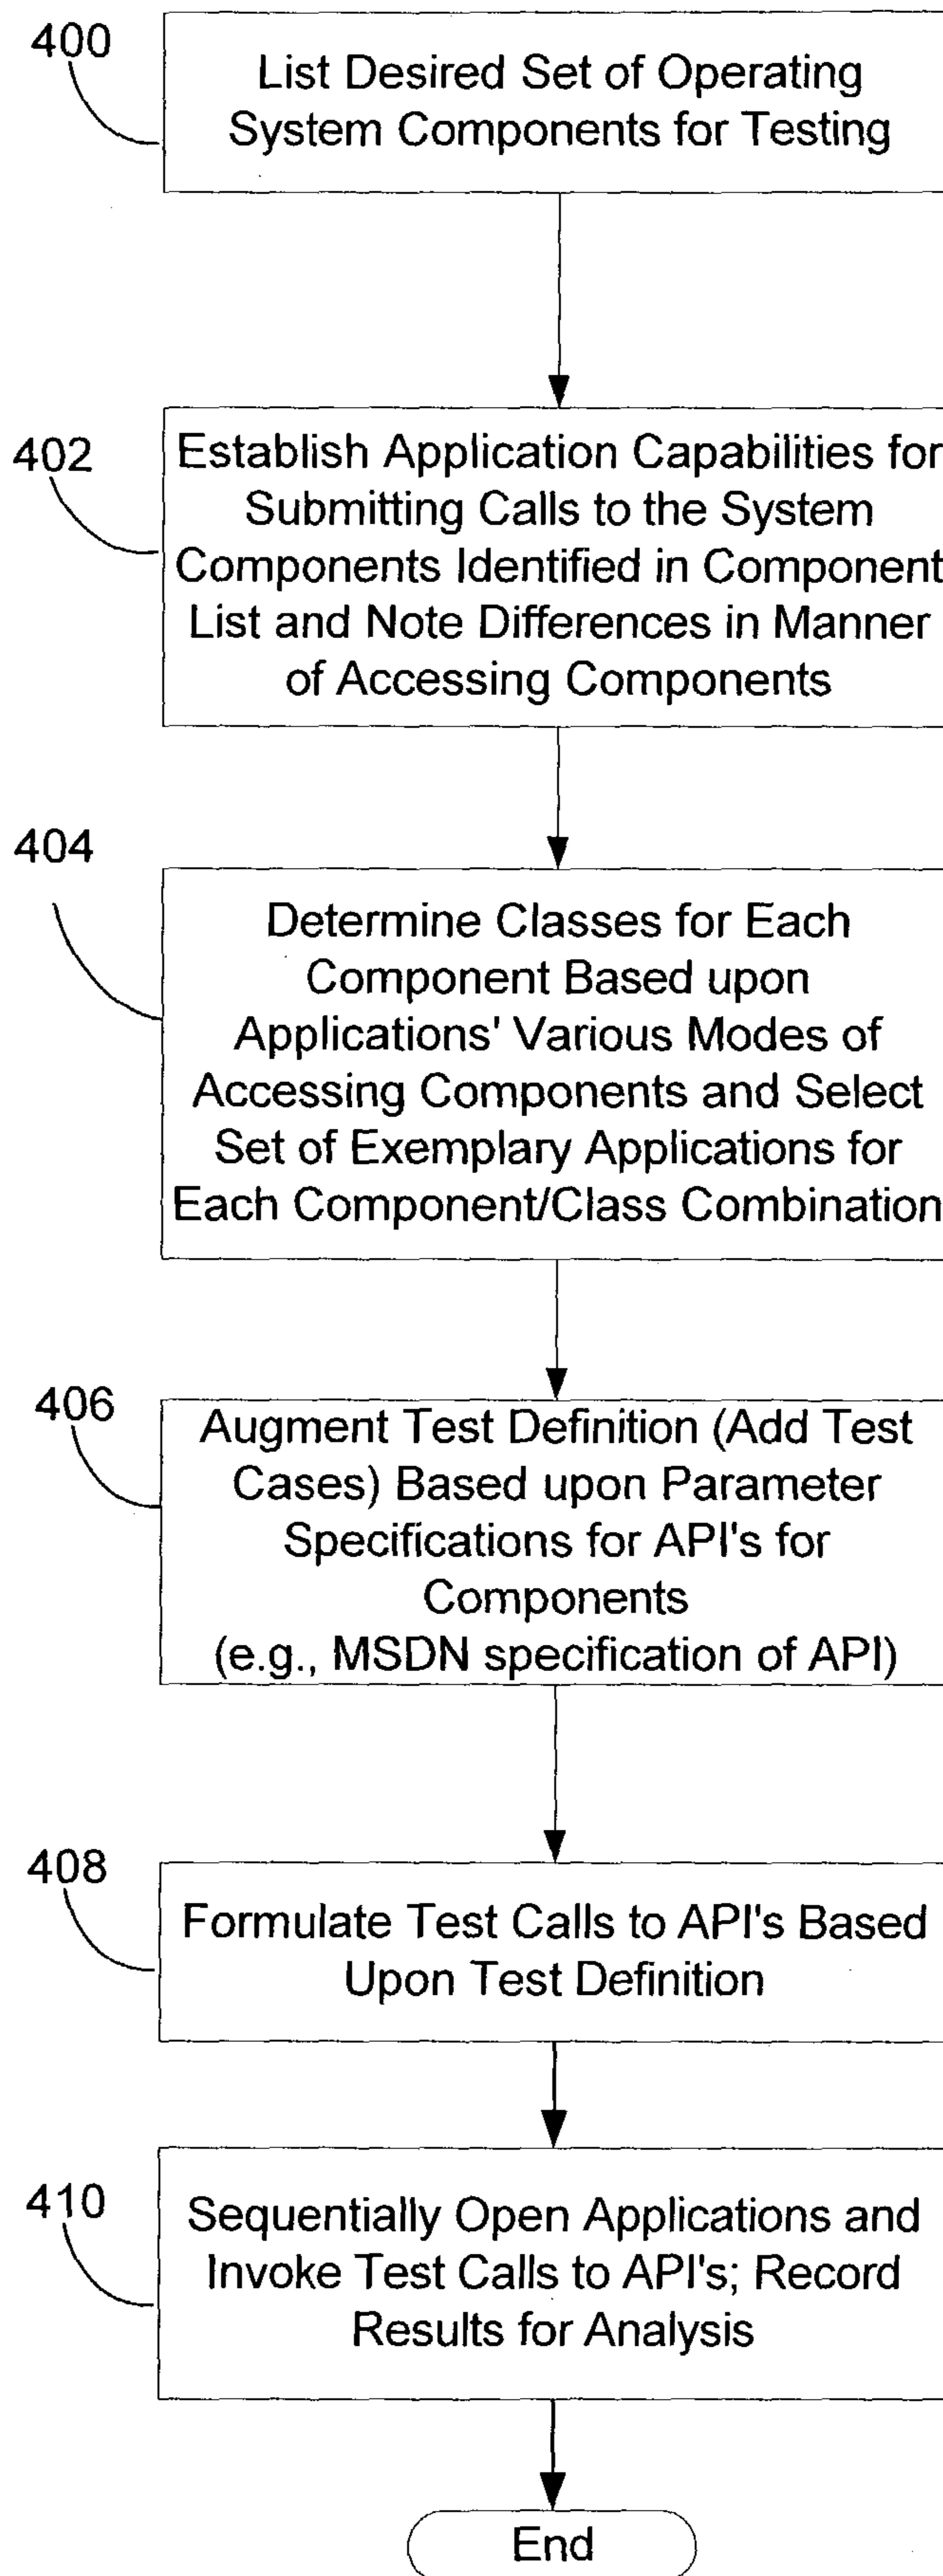 400
List Desired Set of Operating
System Components for Testing
402
Establish Application Capabilities for
Submitting Calls to the System
Components Identified in Component
List and Note Differences in Manner
of Accessing Components
404
Determine Classes for Each
Component Based upon
Applications' Various Modes of
Accessing Components and Select
Set of Exemplary Applications for
Each Component/Class Combination
406
Augment Test Definition (Add Test
Cases) Based upon Parameter
Specifications for API's for
Components
(e.g., MSDN specification of API)
408
Formulate Test Calls to API's Based
Upon Test Definition
410
Sequentially Open Applications and
Invoke Test Calls to API's; Record
Results for Analysis
End